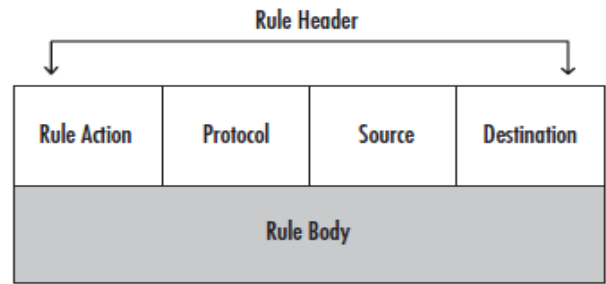 Rule Header
Rule Action Protocol Source Destination
Rule Body